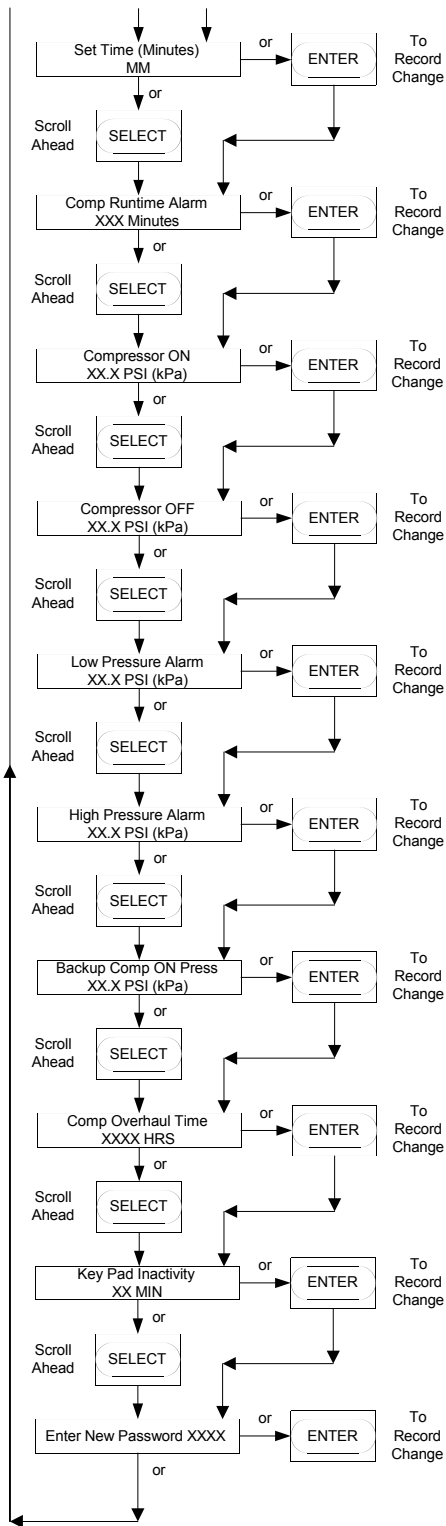 Set Time (Minutes)
MM
or
ENTER
To
Record
Change
or
Scroll
Ahead
SELECT
Comp Runtime Alarm
XXX Minutes
or
ENTER
To
Record
Change
or
Scroll
Ahead
SELECT
Compressor ON
XX.X PSI (kPa)
or
ENTER
To
Record
Change
or
Scroll
Ahead
SELECT
Compressor OFF
XX.X PSI (kPa)
or
ENTER
To
Record
Change
or
Scroll
Ahead
SELECT
Low Pressure Alarm
XX.X PSI (kPa)
or
ENTER
To
Record
Change
or
Scroll
Ahead
SELECT
High Pressure Alarm
XX.X PSI (kPa)
or
ENTER
To
Record
Change
or
Scroll
Ahead
SELECT
Backup Comp ON Press
XX.X PSI (kPa)
or
ENTER
To
Record
Change
or
Scroll
Ahead
SELECT
Comp Overhaul Time
XXXX HRS
or
ENTER
To
Record
Change
or
Scroll
Ahead
SELECT
Key Pad Inactivity
XX MIN
or
ENTER
To
Record
Change
or
Scroll
Ahead
SELECT
Enter New Password XXXX
or
ENTER
To
Record
Change
or